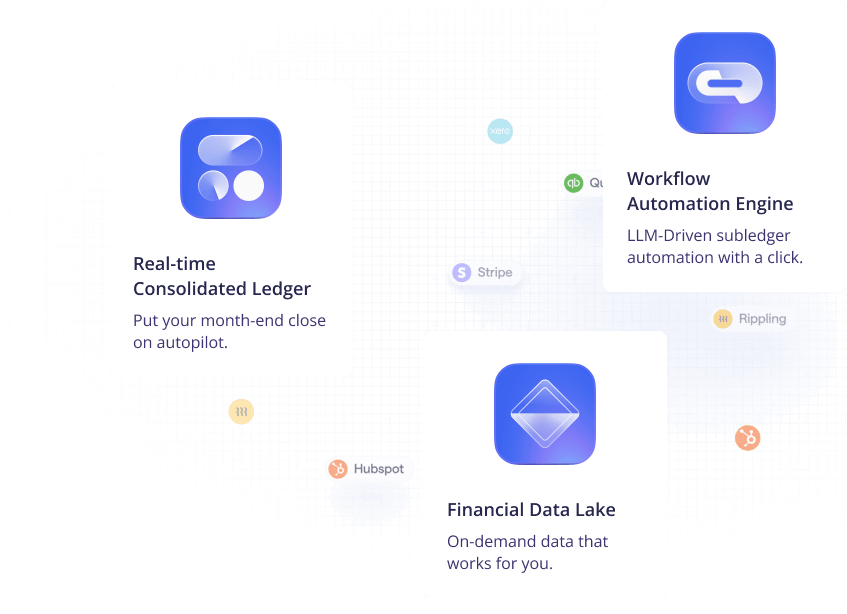 Real-time
Consolidated Ledger
Put your month-end close
on autopilot.
xero
qb
Stripe
Hubspot
Workflow
Automation Engine
LLM-Driven subledger
automation with a click.
Rippling
Financial Data Lake
On-demand data that
works for you.